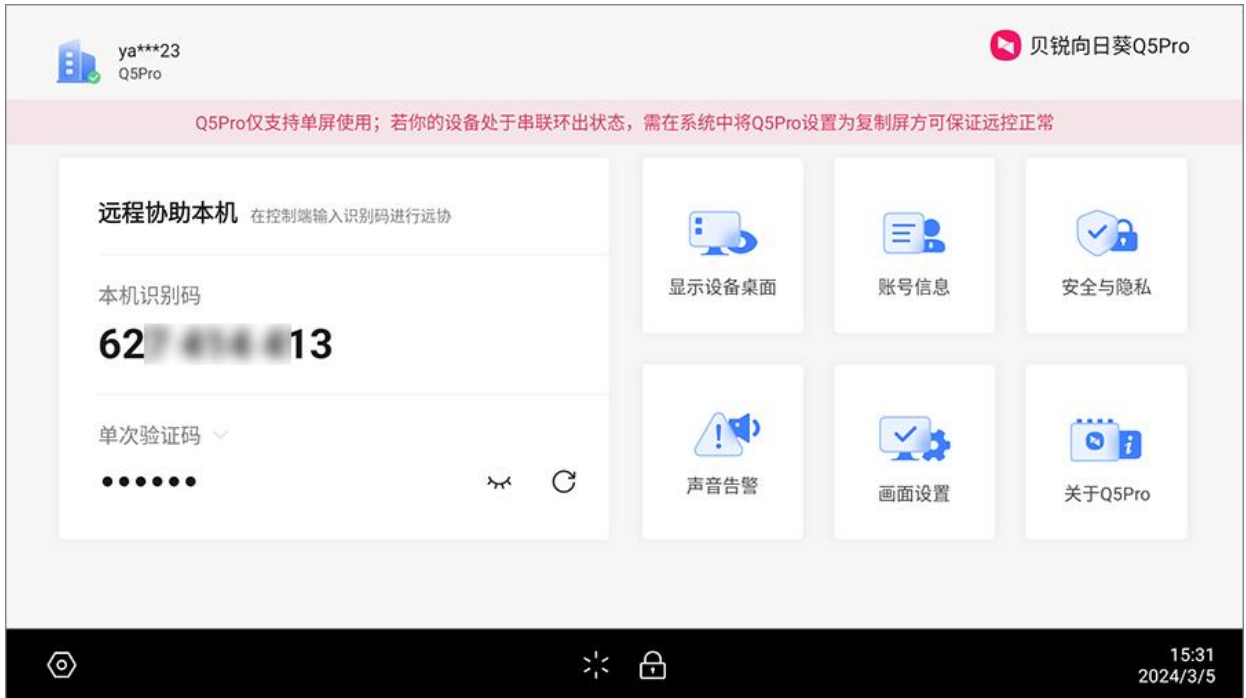 ya***23
Q5Pro
贝锐向日葵Q5Pro
Q5Pro仅支持单屏使用；若你的设备处于串联环出状态，需在系统中将Q5Pro设置为复制屏方可保证远控正常
远程协助本机 在控制端输入识别码进行远协
本机识别码
62 13
单次验证码
••••••
显示设备桌面
账号信息
安全与隐私
声音告警
画面设置
关于Q5Pro
15:31
2024/3/5